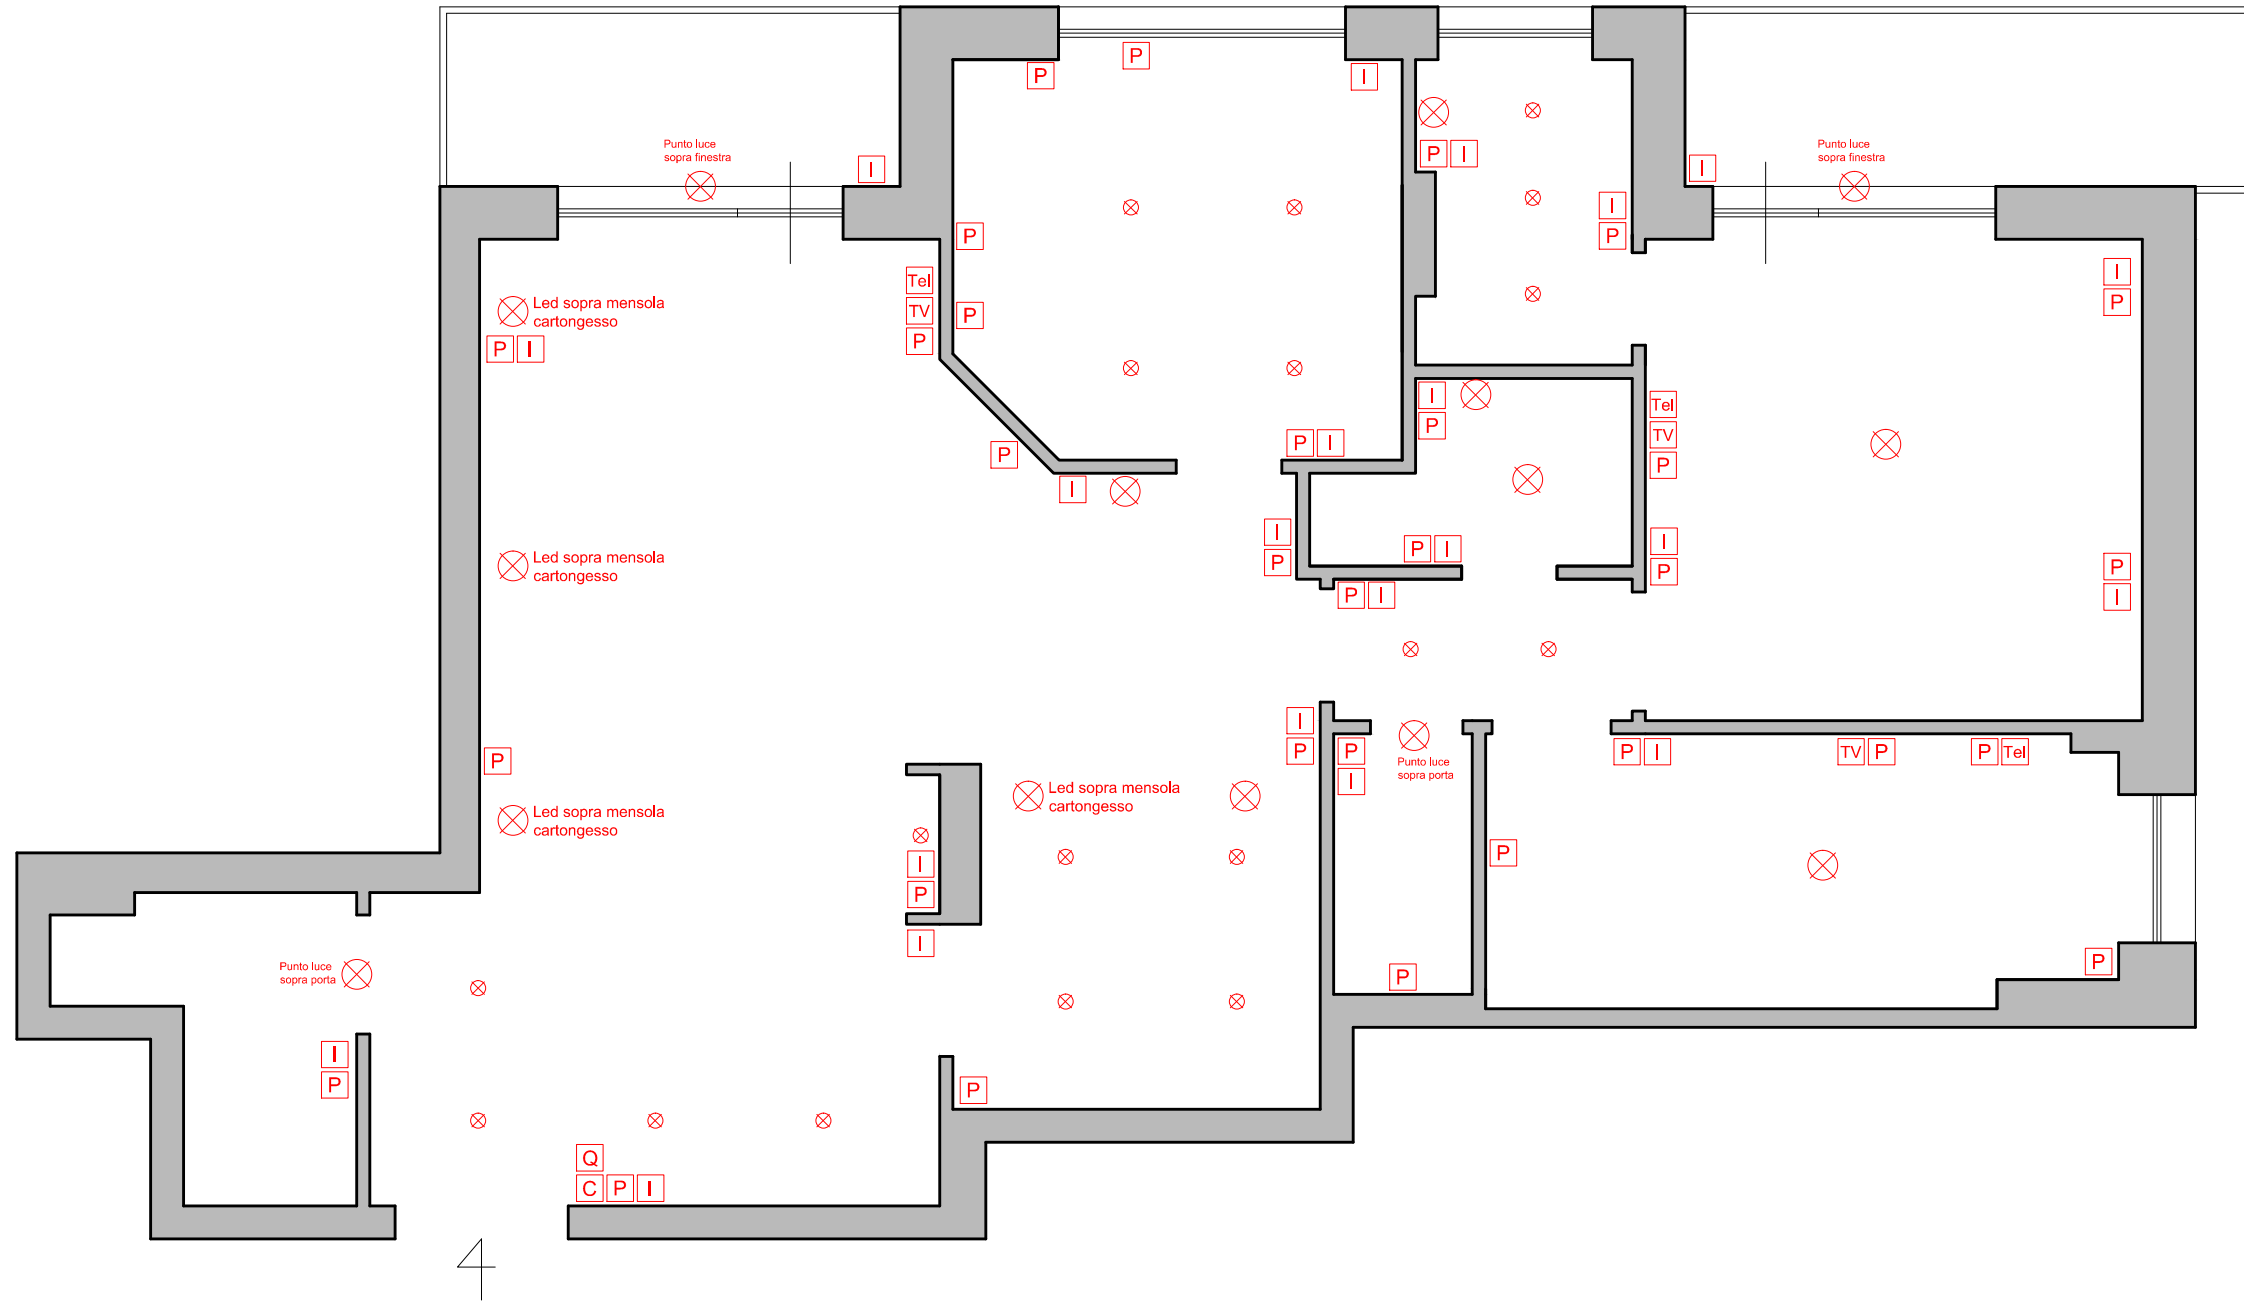 P
P
I
P I
Punto luce
sopra finestra
I
Punto luce
sopra finestra
I
I
P
P
Tel
TV
P
P
I
P
Led sopra mensola
cartongesso
P I
I
P
Tel
TV
P
P
P I
I
I
P
Led sopra mensola
cartongesso
P I
I
P
P
I
P I
I
P
P
I
Punto luce
sopra porta
P I
TV P
P Tel
P
Led sopra mensola
cartongesso
Led sopra mensola
cartongesso
I
P
I
P
P
P
Punto luce
sopra porta
I
P
P
Q
C P I